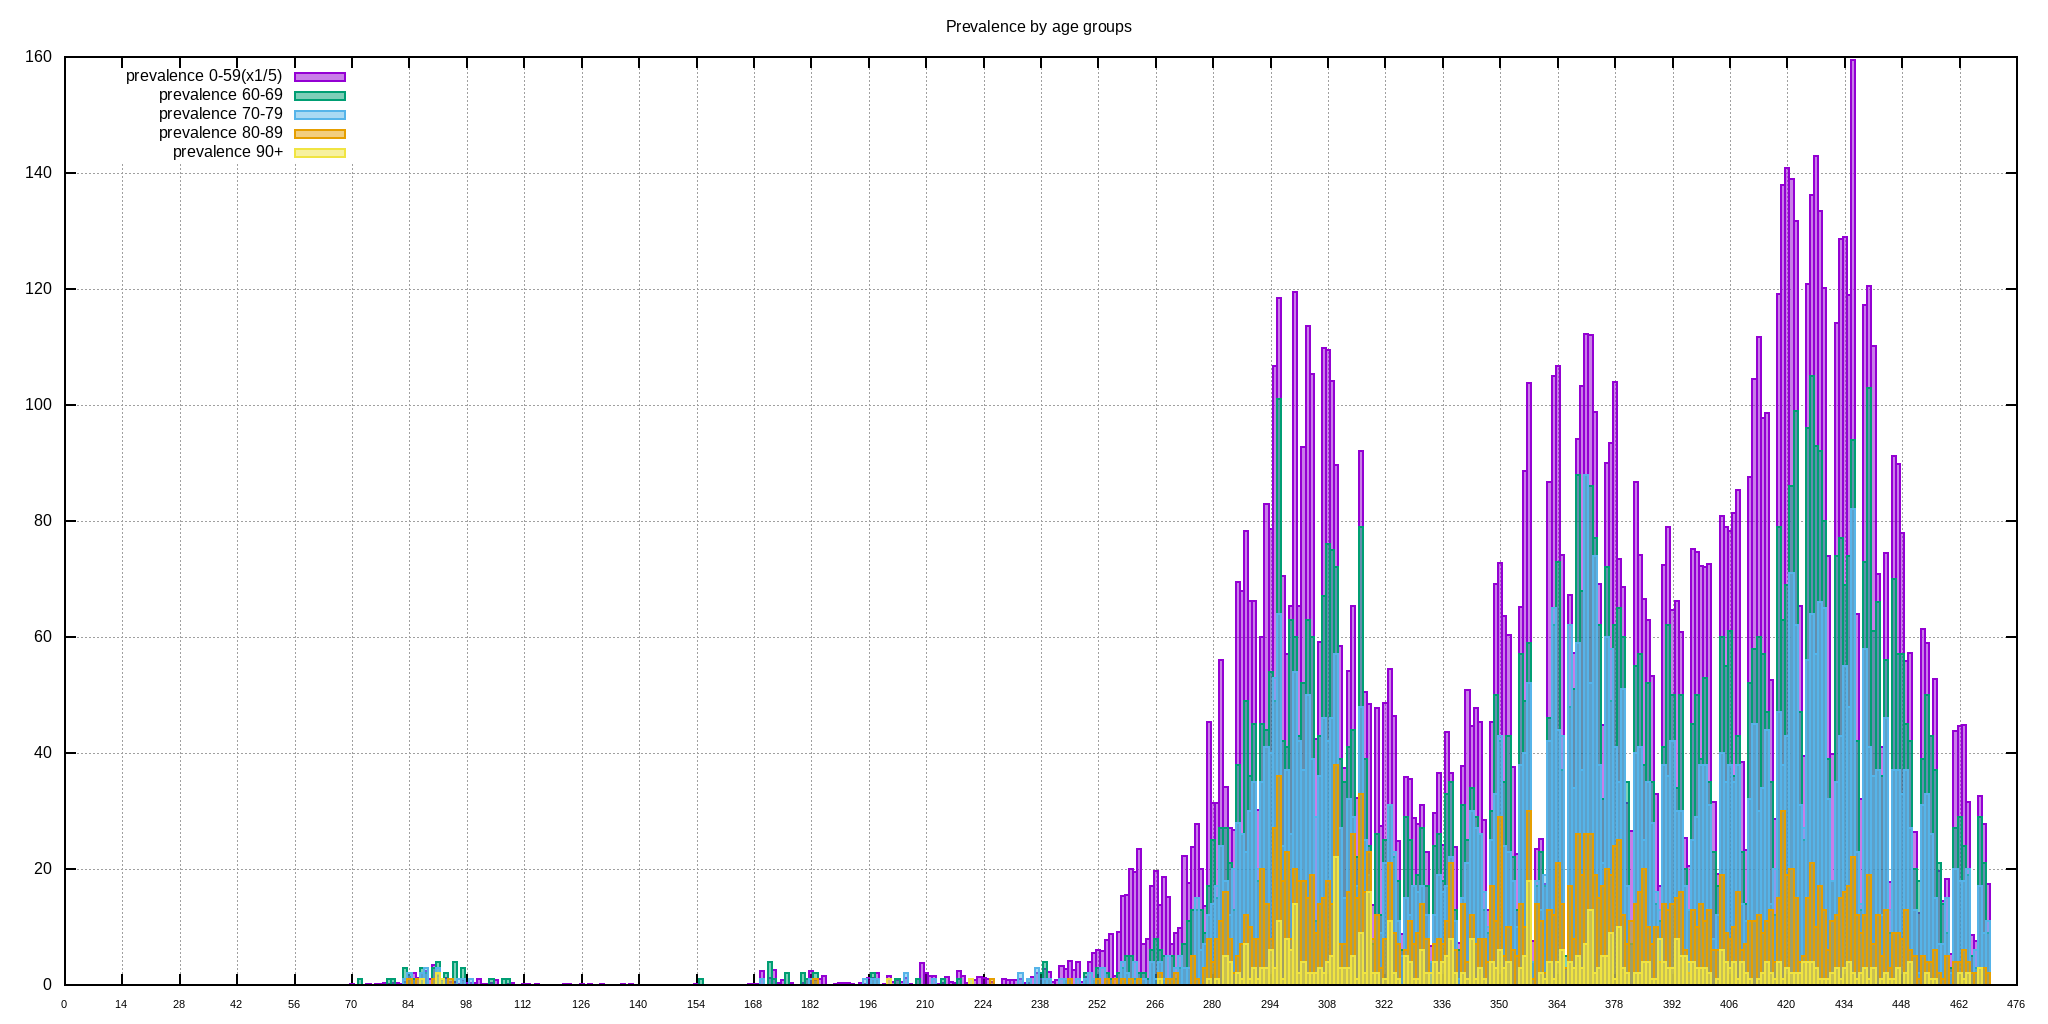 Prevalence by age groups
prevalence 0-59(x1/5)
prevalence 60-69
prevalence 70-79
prevalence 80-89
prevalence 90+
160
140
120
100
80
60
40
20
0
0 14 28 42 56 70 84 98 112 126 140 154 168 182 196 210 224 238 252 266 280 294 308 322 336 350 364 378 392 406 420 434 448 462 476